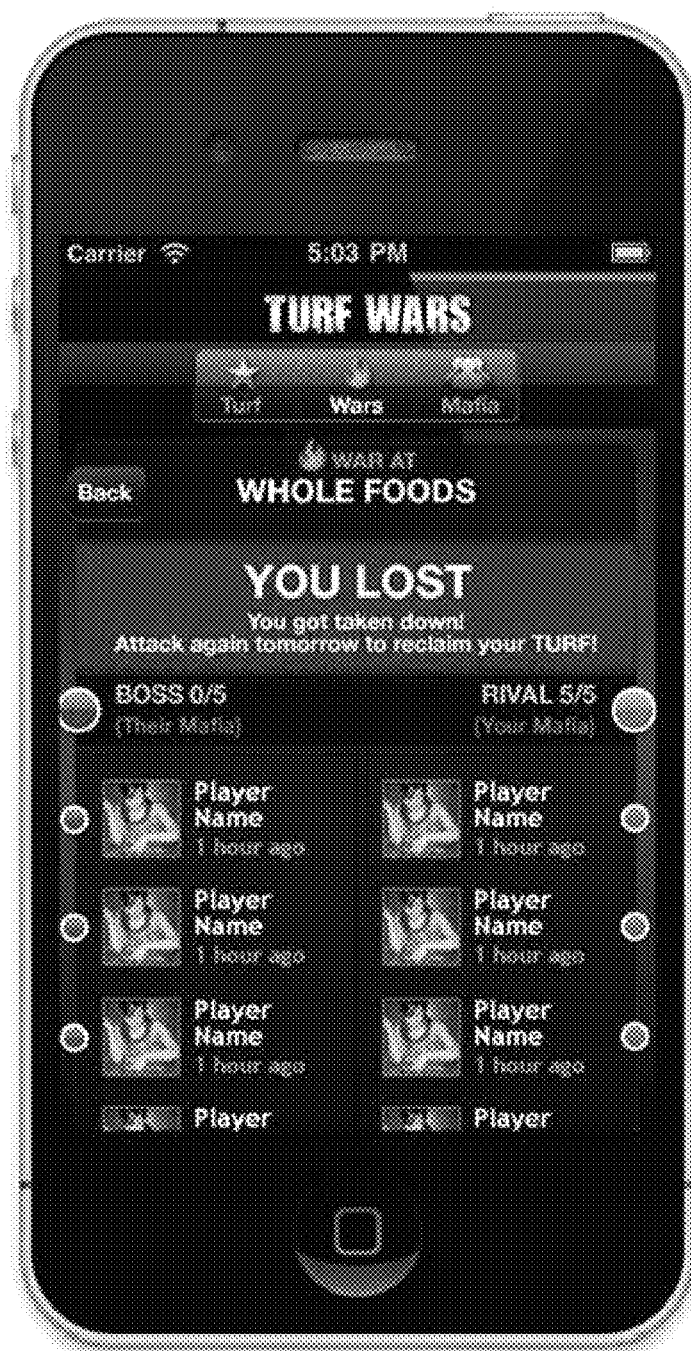 Carrier 5:03 PM
TURF WARS
Turf Wars Mafia
WAR AT
Back WHOLE FOODS
YOU LOST
You got taken down!
Attack again tomorrow to reclaim your TURF!
BOSS 0/5 RIVAL 5/5
(Their Mafia) (Your Mafia)
Player Player
Name Name
1 hour ago 1 hour ago
Player Player
Name Name
1 hour ago 1 hour ago
Player Player
Name Name
1 hour ago 1 hour ago
Player Player